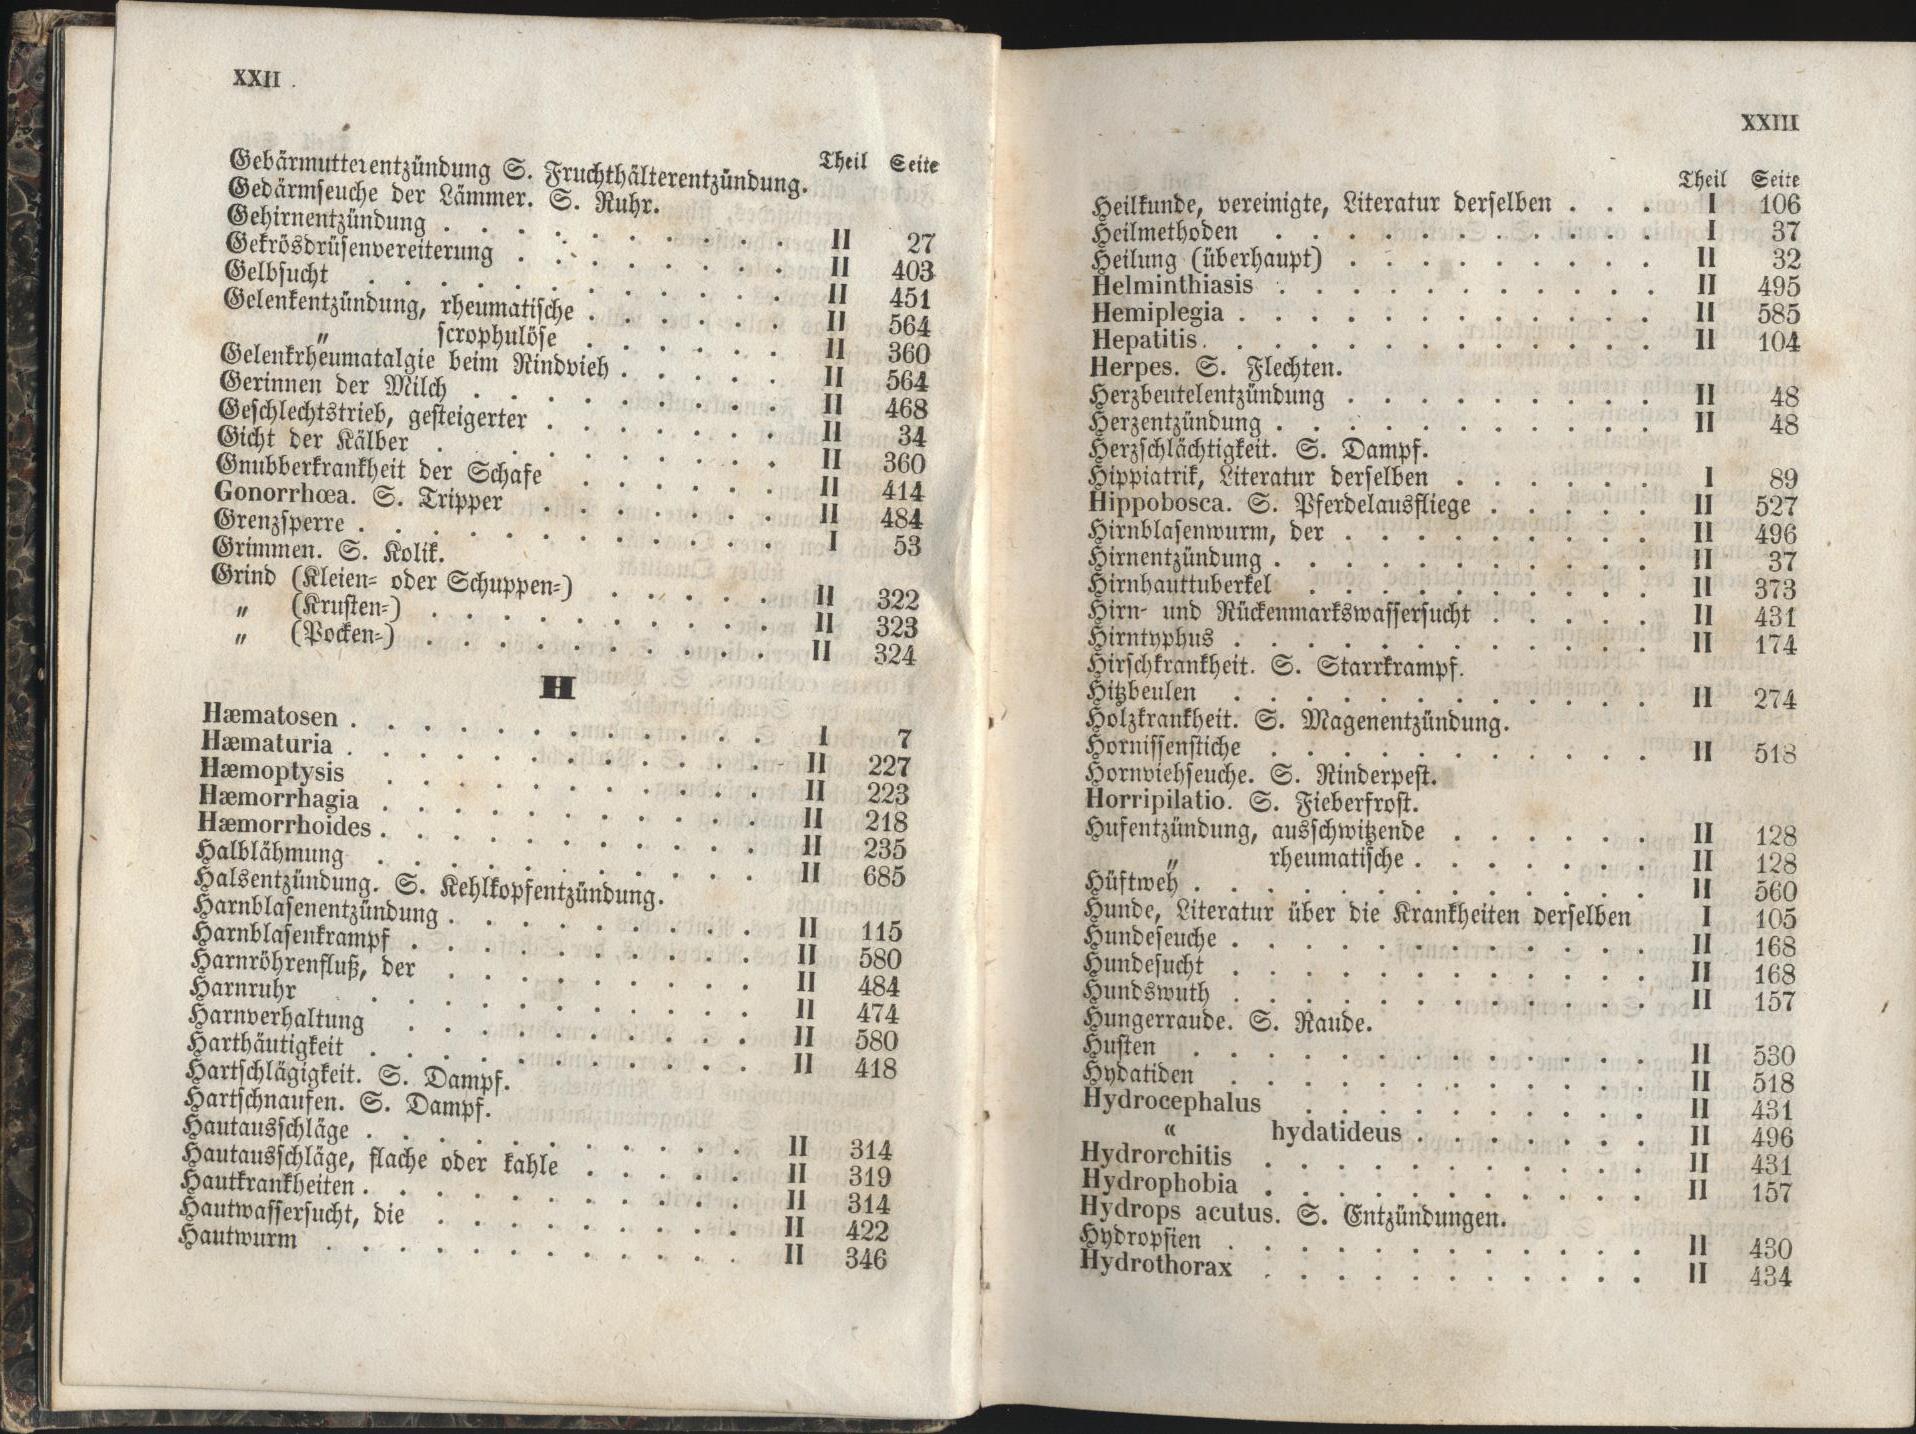 XXII
Theil Seite
Gebärmutterentzündung S. Fruchthälterentzündung.
Gedärmseuche der Lämmer. S. Ruhr.
Gehirnentzündung . . . . . . . . . II 27
Gekrösdrüsenvereiterung . . . . . . . II 403
Gelbsucht . . . . . . . . . . . II 451
Gelenkentzündung, rheumatische . . . . . II 564
„ scrophulöse . . . . . II 360
Gelenkrheumatalgie beim Rindvieh . . . . . II 564
Gerinnen der Milch . . . . . . . . II 468
Geschlechtstrieb, gesteigerter . . . . . . II 34
Gicht der Kälber . . . . . . . . . II 360
Gnubberkrankheit der Schafe . . . . . . II 414
Gonorrhœa. S. Tripper . . . . . . . II 484
Grenzsperre . . . . . . . . . . . I 53
Grimmen. S. Kolik.
Grind (Kleien- oder Schuppen-) . . . . . II 322
„ (Krusten-) . . . . . . . . . II 323
„ (Pocken-) . . . . . . . . . II 324
H
Hæmatosen . . . . . . . . . . . I 7
Hæmaturia . . . . . . . . . . . II 227
Hæmoptysis . . . . . . . . . . II 223
Hæmorrhagia . . . . . . . . . . II 218
Hæmorrhoides . . . . . . . . . . II 235
Halblähmung . . . . . . . . . . II 685
Halsentzündung. S. Kehlkopfentzündung.
Harnblasenentzündung . . . . . . . . II 115
Harnblasenkrampf . . . . . . . . . II 580
Harnröhrenfluß, der . . . . . . . . II 484
Harnruhr . . . . . . . . . . . II 474
Harnverhaltung . . . . . . . . . II 580
Harthäutigkeit . . . . . . . . . . II 418
Hartschlägigkeit. S. Dampf.
Hartschnaufen. S. Dampf.
Hautausschläge . . . . . . . . . . II 314
Hautausschläge, flache oder kahle . . . . . II 319
Hautkrankheiten . . . . . . . . . . II 314
Hautwassersucht, die . . . . . . . . II 422
Hautwurm . . . . . . . . . . . II 346
XXIII
Theil Seite
Heilkunde, vereinigte, Literatur derselben . . . I 106
Heilmethoden . . . . . . . . . . I 37
Heilung (überhaupt) . . . . . . . . II 32
Helminthiasis . . . . . . . . . . II 495
Hemiplegia . . . . . . . . . . . II 585
Hepatitis . . . . . . . . . . . . II 104
Herpes. S. Flechten.
Herzbeutelentzündung . . . . . . . . II 48
Herzentzündung . . . . . . . . . . II 48
Herzschlächtigkeit. S. Dampf.
Hippiatrik, Literatur derselben . . . . . I 89
Hippobosca. S. Pferdelausfliege . . . . . II 527
Hirnblasenwurm, der . . . . . . . . II 496
Hirnentzündung . . . . . . . . . . II 37
Hirnhauttuberkel . . . . . . . . . II 373
Hirn- und Rückenmarkswassersucht . . . . II 431
Hirntyphus . . . . . . . . . . . II 174
Hirschkrankheit. S. Starrkrampf.
Hitzbeulen . . . . . . . . . . . II 274
Holzkrankheit. S. Magenentzündung.
Hornissenstiche . . . . . . . . . . II 518
Hornviehseuche. S. Rinderpest.
Horripilatio. S. Fieberfrost.
Hufentzündung, ausschwitzende . . . . . II 128
„ rheumatische . . . . . . II 128
Hüftweh . . . . . . . . . . . . II 560
Hunde, Literatur über die Krankheiten derselben I 105
Hundeseuche . . . . . . . . . . . II 168
Hundesucht . . . . . . . . . . . II 168
Hundswuth . . . . . . . . . . . II 157
Hungerraude. S. Raude.
Husten . . . . . . . . . . . . II 530
Hydatiden . . . . . . . . . . . II 518
Hydrocephalus . . . . . . . . . II 431
“ hydatideus . . . . . . II 496
Hydrorchitis . . . . . . . . . . II 431
Hydrophobia . . . . . . . . . . II 157
Hydrops acutus. S. Entzündungen.
Hydropsien . . . . . . . . . . . II 430
Hydrothorax . . . . . . . . . . II 434